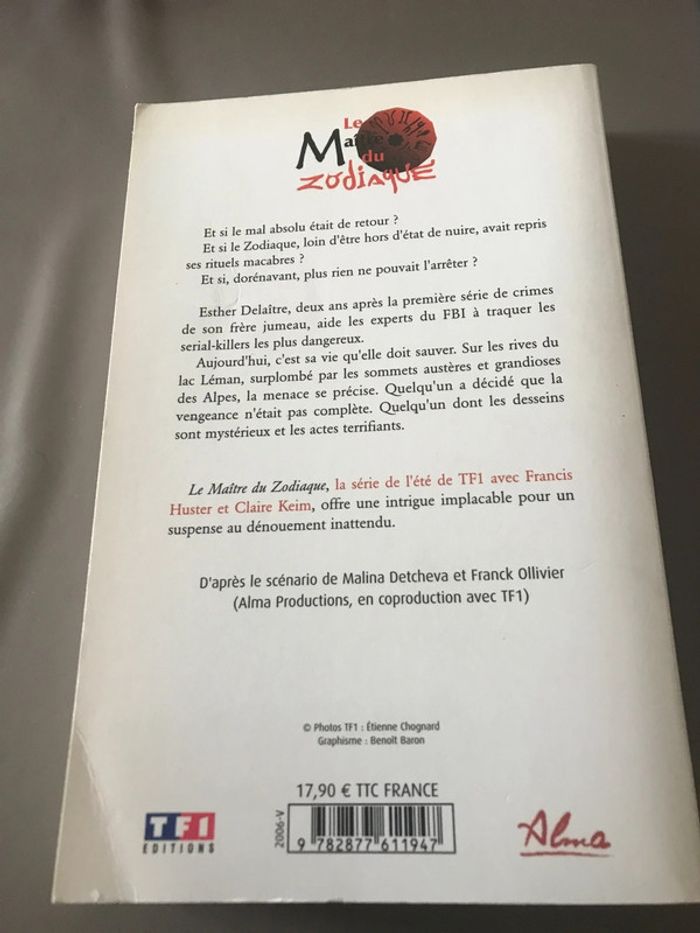 Le
Maître
du
Zodiaque
Et si le mal absolu était de retour ?
Et si le Zodiaque, loin d'être hors d'état de nuire, avait repris
ses rituels macabres ?
Et si, dorénavant, plus rien ne pouvait l'arrêter ?
Esther Delaître, deux ans après la première série de crimes
de son frère jumeau, aide les experts du FBI à traquer les
serial-killers les plus dangereux.
Aujourd'hui, c'est sa vie qu'elle doit sauver. Sur les rives du
lac Léman, surplombé par les sommets austères et grandioses
des Alpes, la menace se précise. Quelqu'un a décidé que la
vengeance n'était pas complète. Quelqu'un dont les desseins
sont mystérieux et les actes terrifiants.
Le Maître du Zodiaque, la série de l'été de TF1 avec Francis
Huster et Claire Keim, offre une intrigue implacable pour un
suspense au dénouement inattendu.
D'après le scénario de Malina Detcheva et Franck Ollivier
(Alma Productions, en coproduction avec TF1)
© Photos TF1 : Étienne Chognard
Graphisme : Benoît Baron
17,90 € TTC FRANCE
2006-V
9 782877 611947
TF1
EDITIONS
Alma